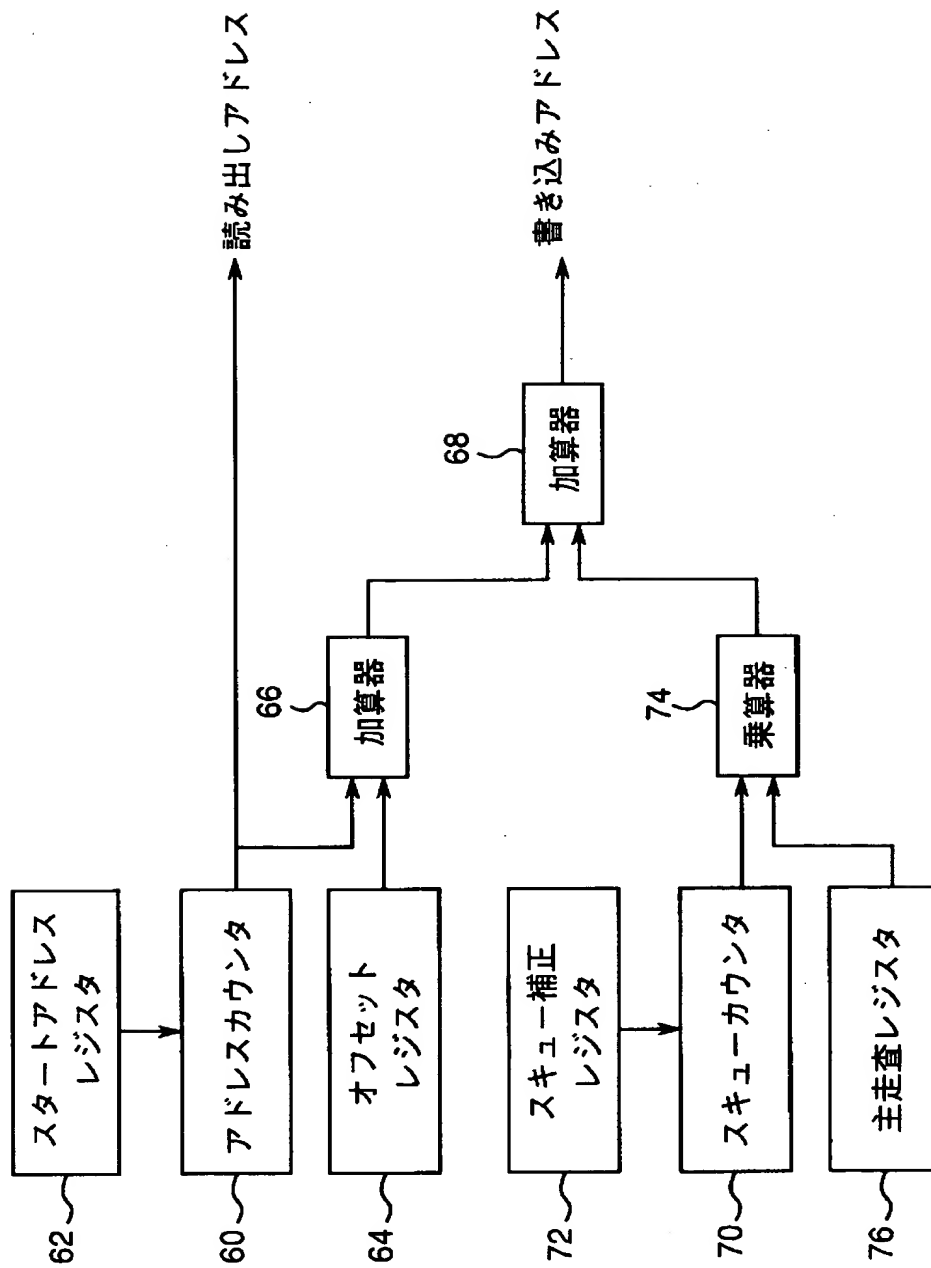 62
スタートアドレス
レジスタ
60
アドレスカウンタ
読み出しアドレス
64
オフセット
レジスタ
66
加算器
68
加算器
書き込みアドレス
72
スキュー補正
レジスタ
70
スキューカウンタ
74
乗算器
76
主走査レジスタ